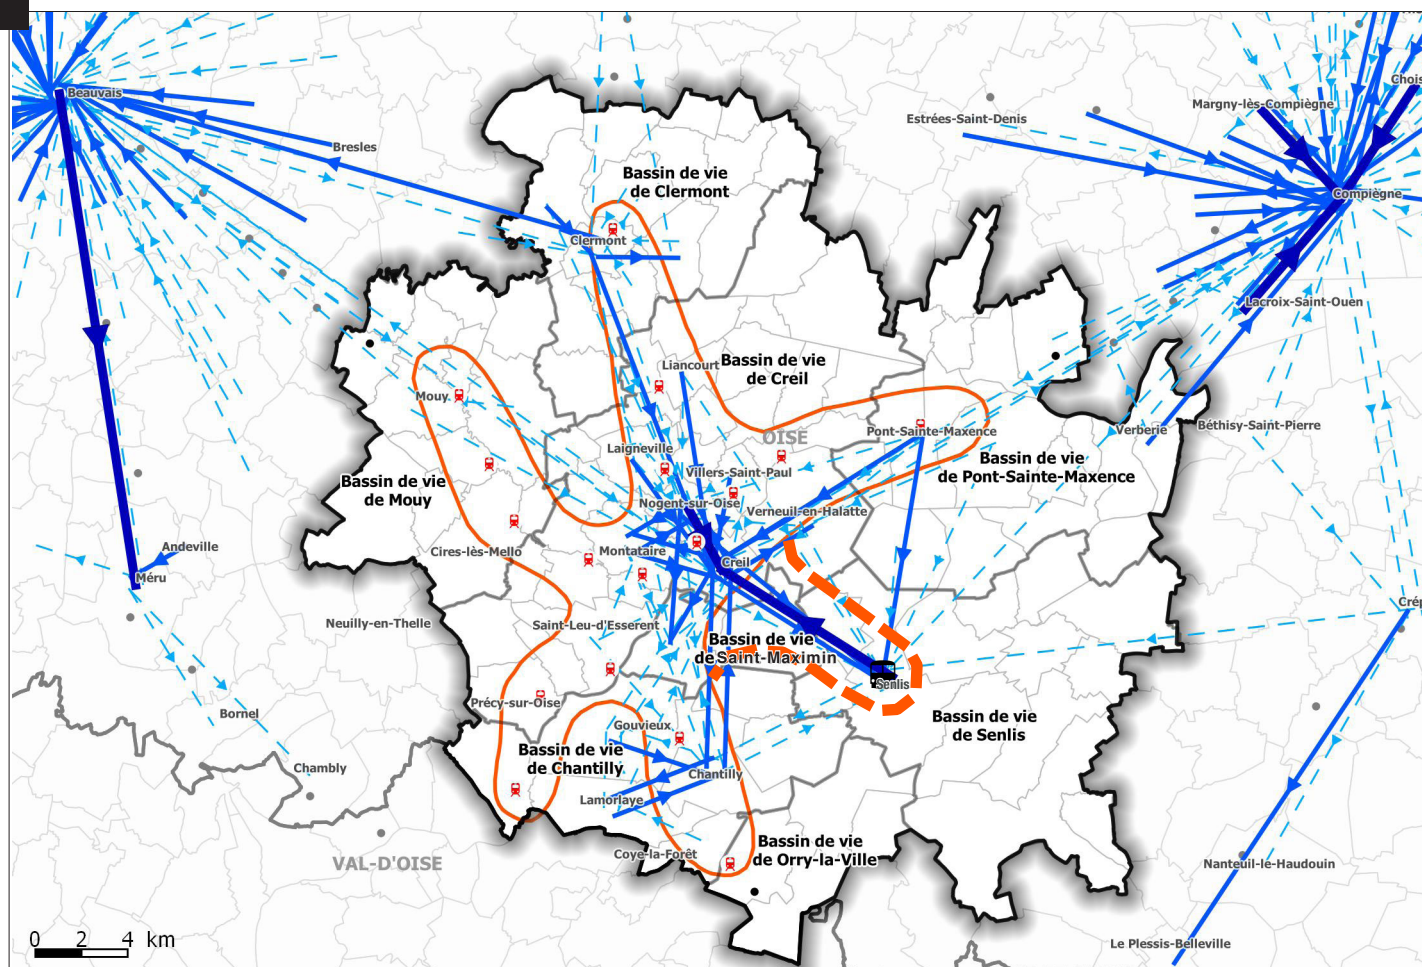 Beauvais
Chois
Margny-lès-Compiègne
Estrées-Saint-Denis
Bresles
Bassin de vie
de Clermont
Compiègne
Clermont
Lacroix-Saint-Ouen
Liancourt
Bassin de vie
de Creil
Mouy
OISE
Pont-Sainte-Maxence
Verberie
Béthisy-Saint-Pierre
Laigneville
Villers-Saint-Paul
Bassin de vie
de Pont-Sainte-Maxence
Bassin de vie
de Mouy
Nogent-sur-Oise
Verneuil-en-Halatte
Andeville
Cires-lès-Mello
Montataire
Creil
Méru
Crép
Neuilly-en-Thelle
Saint-Leu-d'Esserent
Bassin de vie
de Saint-Maximin
Senlis
Précy-sur-Oise
Bornel
Gouvieux
Bassin de vie
de Senlis
Bassin de vie
de Chantilly
Chambly
Chantilly
Lamorlaye
Coye-la-Forêt
Bassin de vie
de Orry-la-Ville
VAL-D'OISE
Nanteuil-le-Haudouin
0 2 4 km
Le Plessis-Belleville